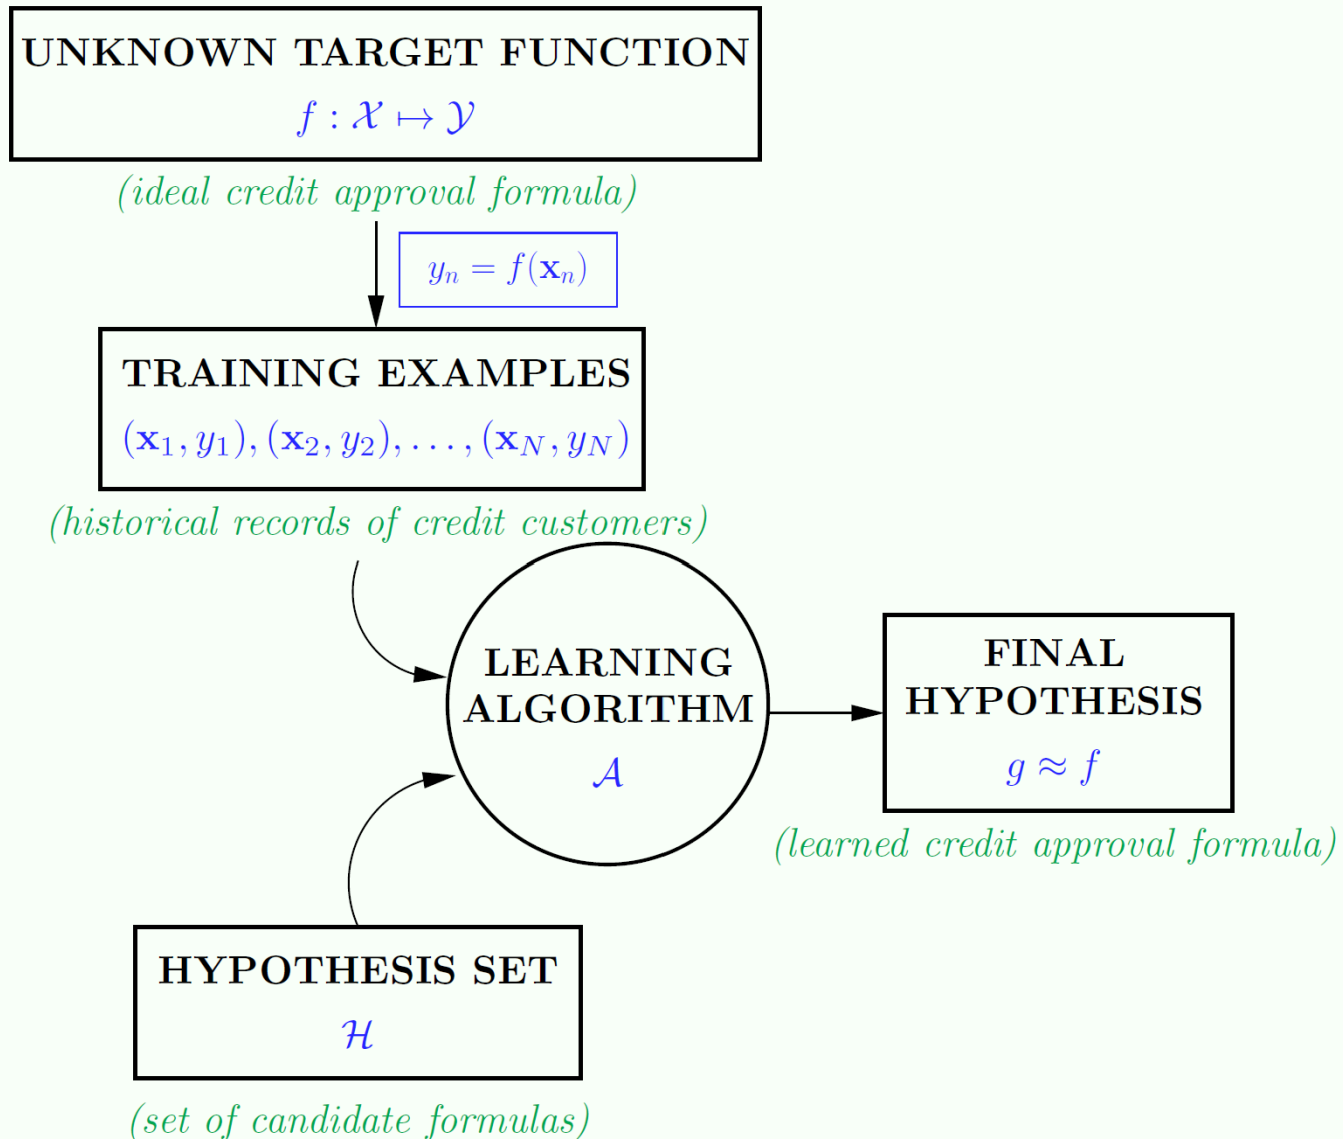 UNKNOWN TARGET FUNCTION
f : 𝒳 ↦ 𝒴
(ideal credit approval formula)
yₙ = f(𝐱ₙ)
TRAINING EXAMPLES
(𝐱₁, y₁), (𝐱₂, y₂), . . . , (𝐱_N, y_N)
(historical records of credit customers)
LEARNING
ALGORITHM
𝒜
FINAL
HYPOTHESIS
g ≈ f
(learned credit approval formula)
HYPOTHESIS SET
ℋ
(set of candidate formulas)